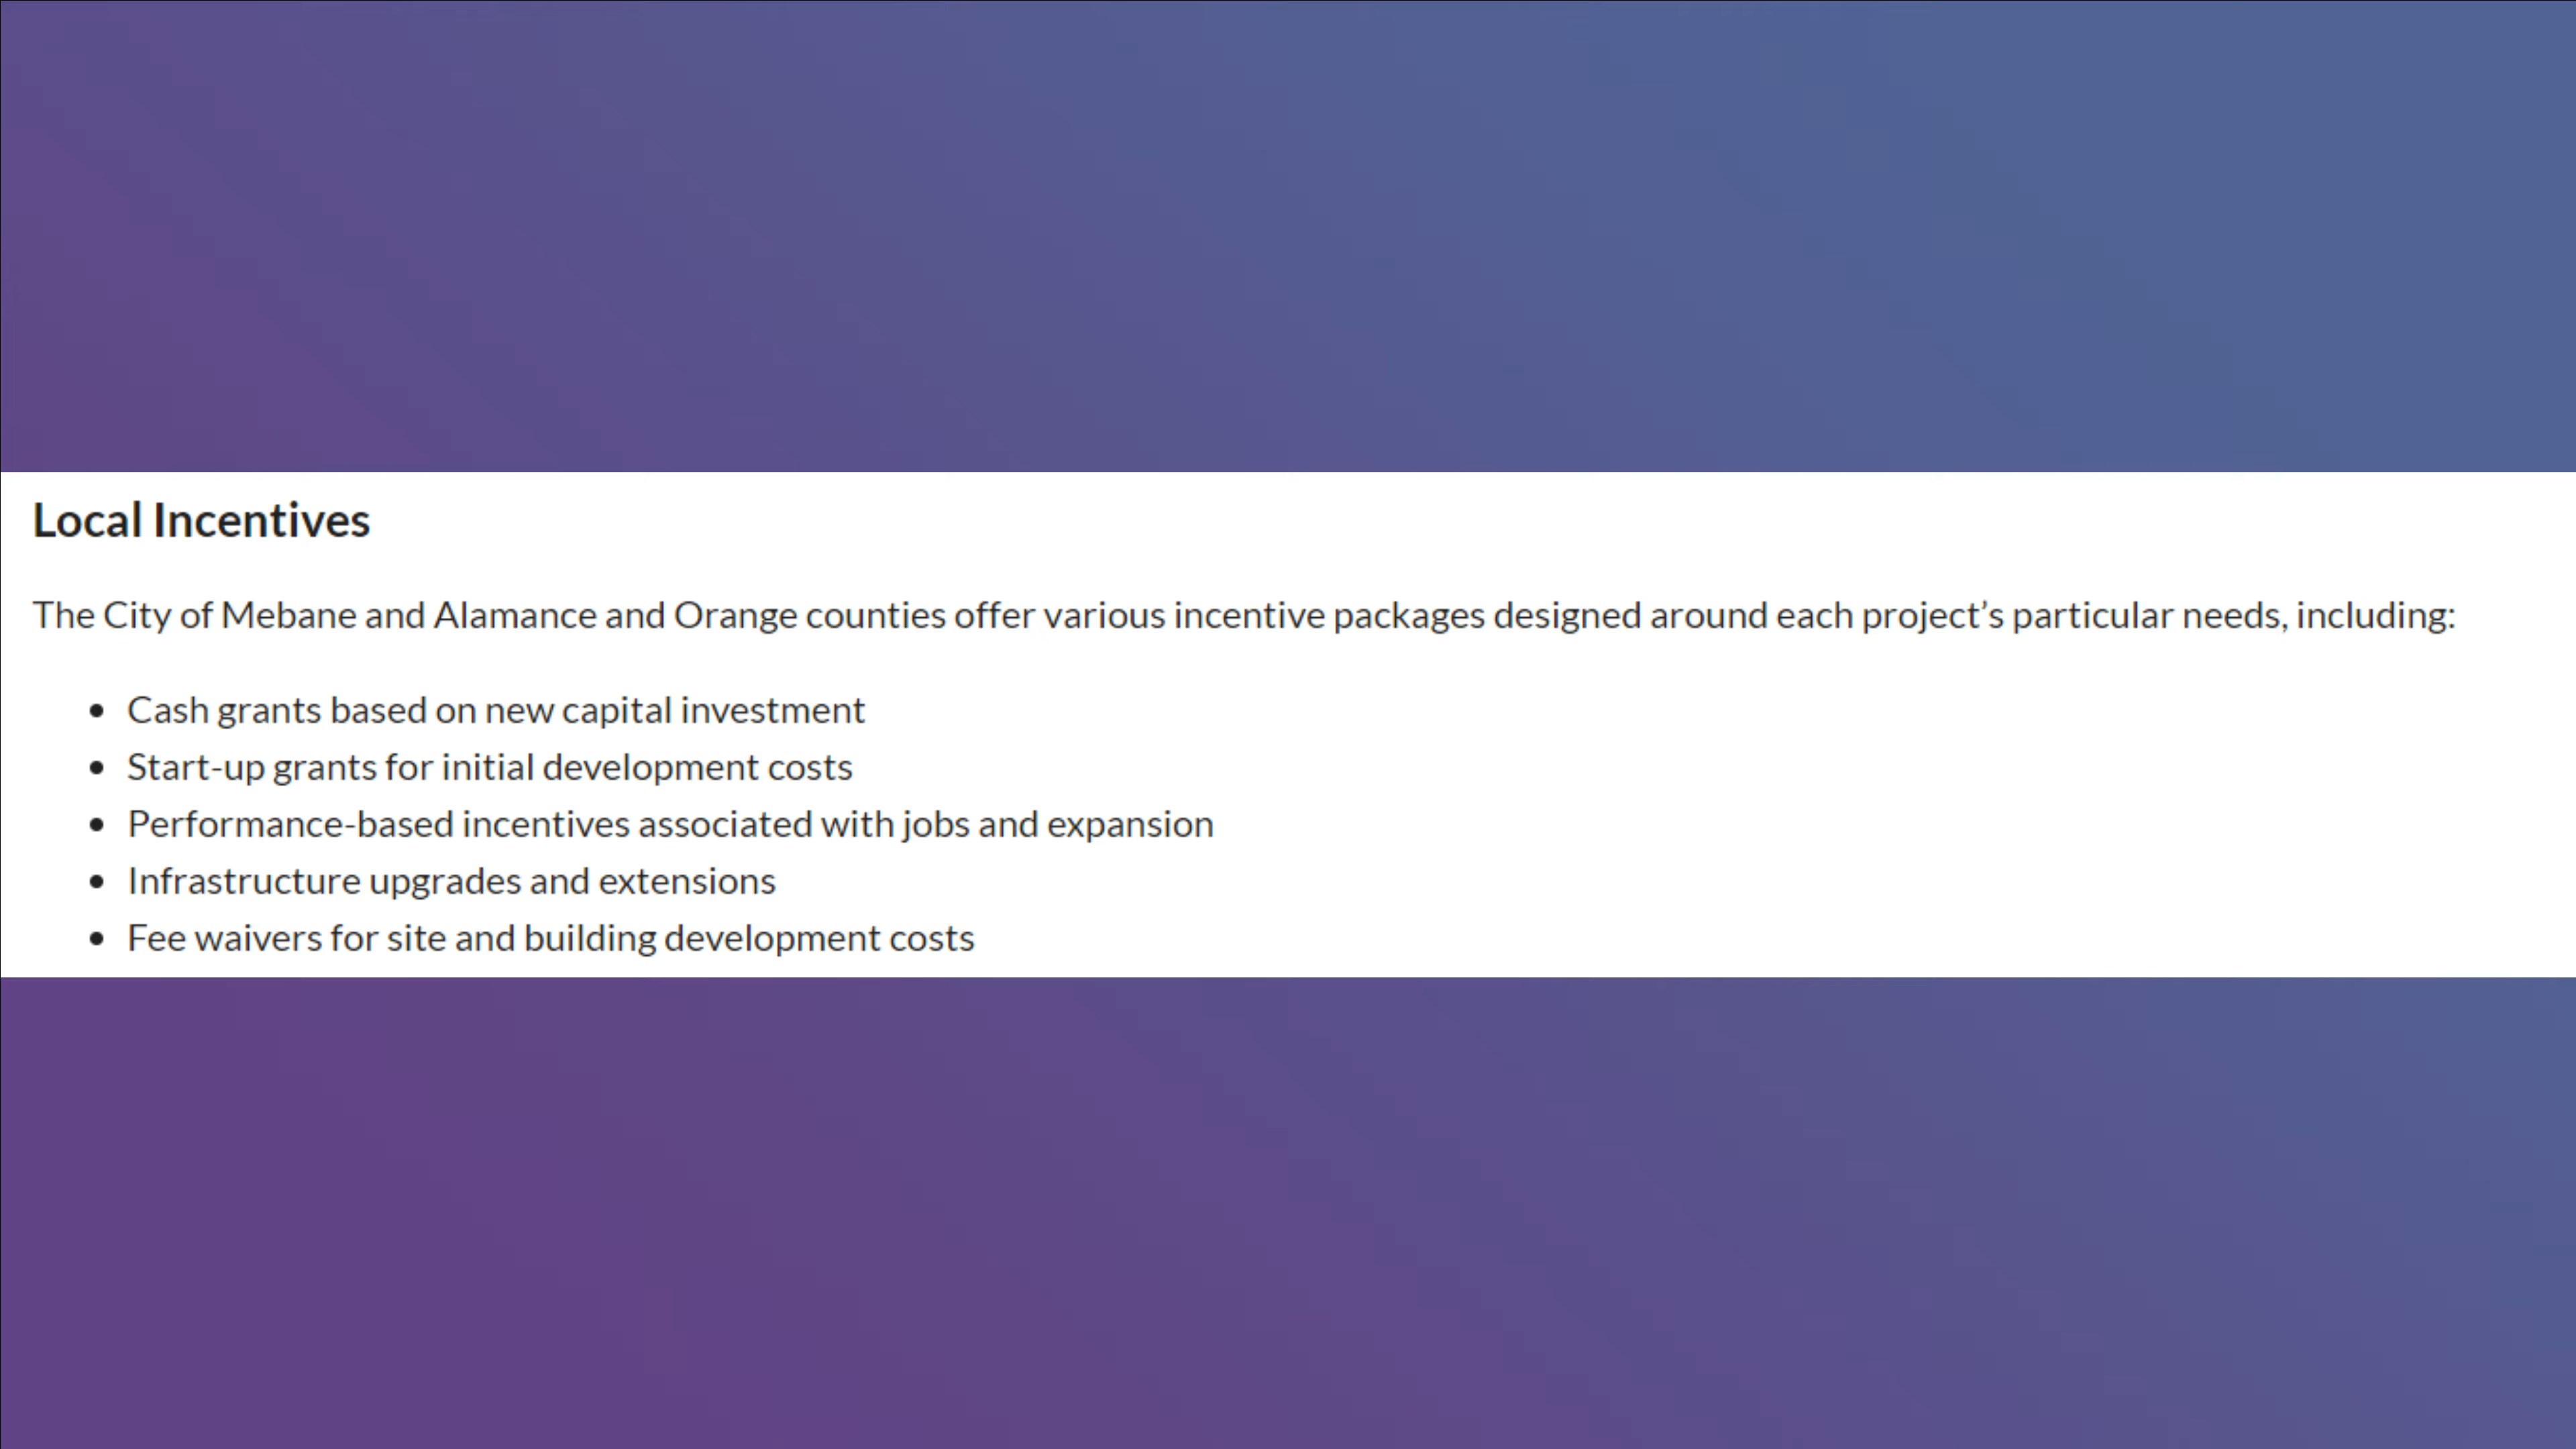 Local Incentives
The City of Mebane and Alamance and Orange counties offer various incentive packages designed around each project’s particular needs, including:
• Cash grants based on new capital investment
• Start-up grants for initial development costs
• Performance-based incentives associated with jobs and expansion
• Infrastructure upgrades and extensions
• Fee waivers for site and building development costs